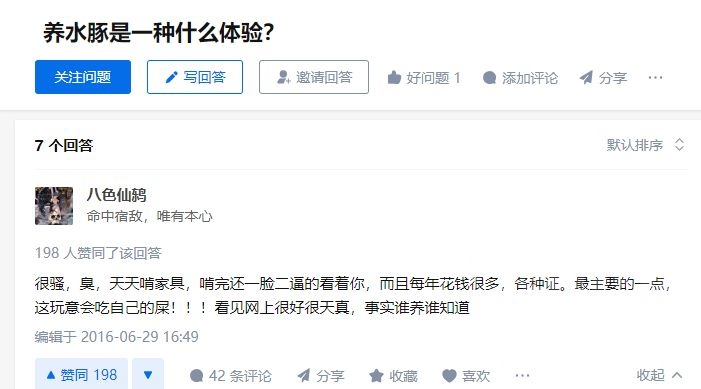 养水豚是一种什么体验？
关注问题 写回答 邀请回答 好问题 1 添加评论 分享 ···
7 个回答 默认排序
八色仙鸫
命中宿敌，唯有本心
198 人赞同了该回答
很骚，臭，天天啃家具，啃完还一脸二逼的看着你，而且每年花钱很多，各种证。最主要的一点，
这玩意会吃自己的屎！！！看见网上很好很天真，事实谁养谁知道
编辑于 2016-06-29 16:49
赞同 198 42 条评论 分享 收藏 喜欢 ··· 收起